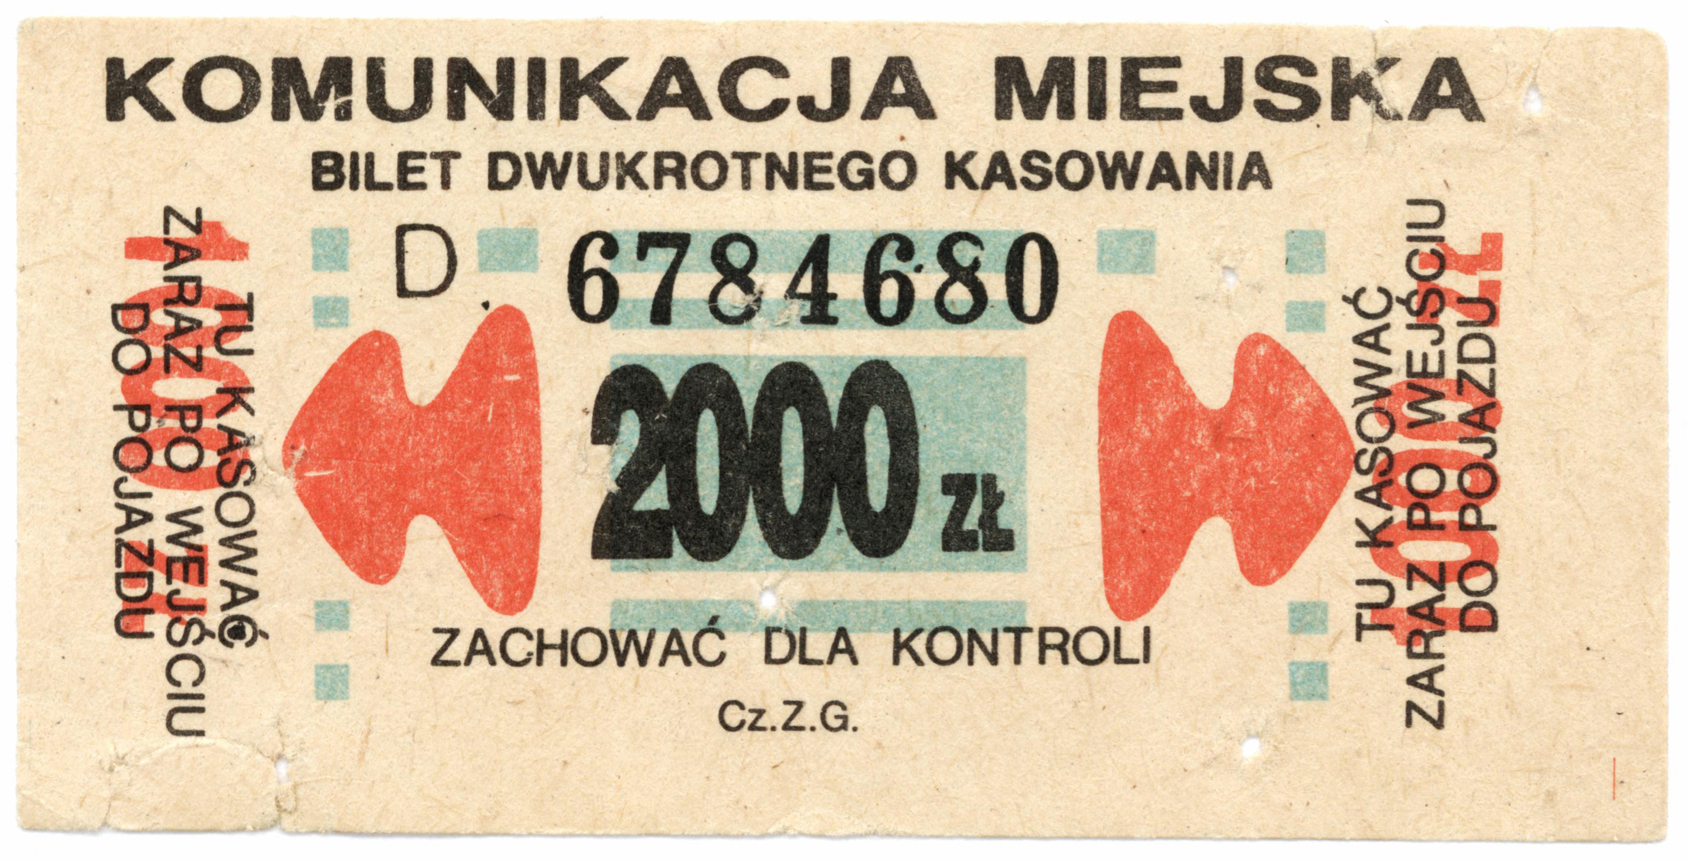 KOMUNIKACJA MIEJSKA
BILET DWUKROTNEGO KASOWANIA
D 6784680
2000 ZŁ
ZACHOWAĆ DLA KONTROLI
Cz.Z.G.
TU KASOWAĆ
ZARAZ PO WEJŚCIU
DO POJAZDU
1000
TU KASOWAĆ
ZARAZ PO WEJŚCIU
DO POJAZDU